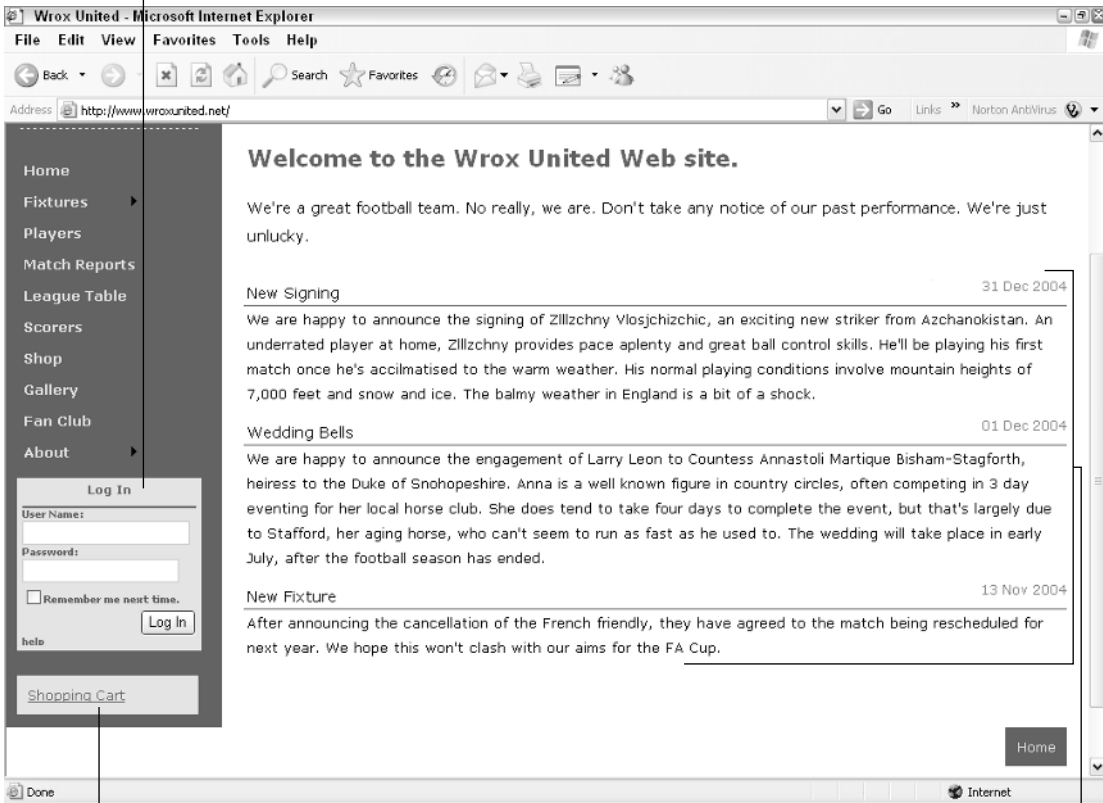 Wrox United - Microsoft Internet Explorer
File Edit View Favorites Tools Help
Back Search Favorites
Address http://www.wroxunited.net/ Go Links » Norton AntiVirus
Home
Fixtures
Players
Match Reports
League Table
Scorers
Shop
Gallery
Fan Club
About
Log In
User Name:
Password:
Remember me next time.
Log In
help
Shopping Cart
Welcome to the Wrox United Web site.
We're a great football team. No really, we are. Don't take any notice of our past performance. We're just
unlucky.
New Signing 31 Dec 2004
We are happy to announce the signing of Zlllzchny Vlosjchizchic, an exciting new striker from Azchanokistan. An
underrated player at home, Zlllzchny provides pace aplenty and great ball control skills. He'll be playing his first
match once he's accilmatised to the warm weather. His normal playing conditions involve mountain heights of
7,000 feet and snow and ice. The balmy weather in England is a bit of a shock.
Wedding Bells 01 Dec 2004
We are happy to announce the engagement of Larry Leon to Countess Annastoli Martique Bisham-Stagforth,
heiress to the Duke of Snohopeshire. Anna is a well known figure in country circles, often competing in 3 day
eventing for her local horse club. She does tend to take four days to complete the event, but that's largely due
to Stafford, her aging horse, who can't seem to run as fast as he used to. The wedding will take place in early
July, after the football season has ended.
New Fixture 13 Nov 2004
After announcing the cancellation of the French friendly, they have agreed to the match being rescheduled for
next year. We hope this won't clash with our aims for the FA Cup.
Home
Done Internet